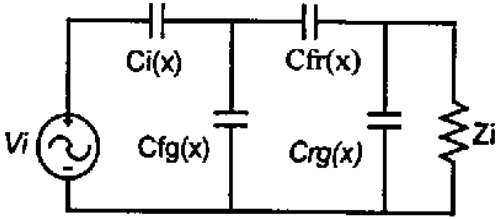 Ci(x)
Cfr(x)
Vi
Cfg(x)
Crg(x)
Zi